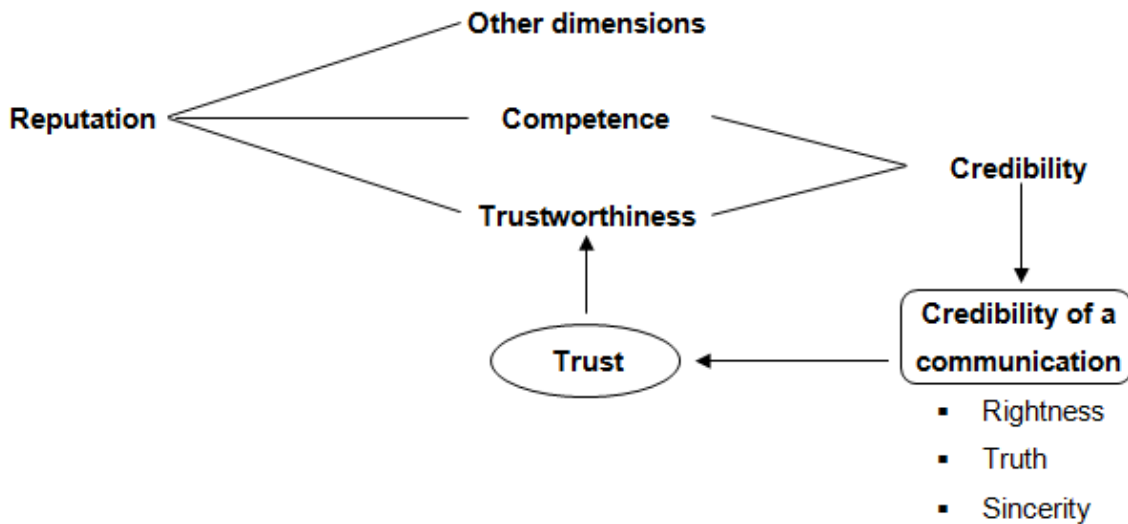 Other dimensions
Reputation
Competence
Credibility
Trustworthiness
Credibility of a
communication
Trust
▪ Rightness
▪ Truth
▪ Sincerity